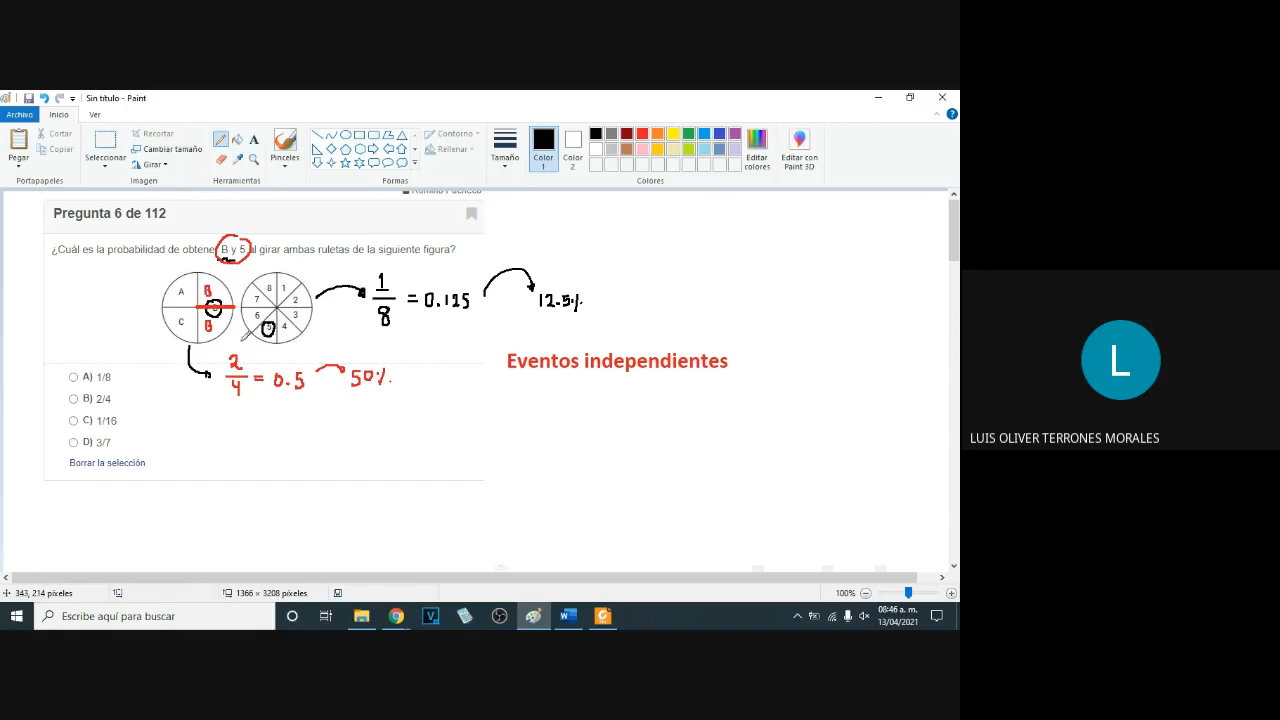 Sin título - Paint
Archivo Inicio Ver
Pegar
Cortar
Copiar
Portapapeles
Seleccionar
Recortar
Cambiar tamaño
Girar
Imagen
A
Herramientas
Pinceles
Contorno
Rellenar
Formas
Tamaño
Color 1
Color 2
Editar colores
Editar con Paint 3D
Colores
Romino Pacheco
Pregunta 6 de 112
¿Cuál es la probabilidad de obtene B y 5 al girar ambas ruletas de la siguiente figura?
A B
C B
8 1
7 2
6 3
5 4
1/8 = 0.125 12.5%
2/4 = 0.5 50%
Eventos independientes
A) 1/8
B) 2/4
C) 1/16
D) 3/7
Borrar la selección
L
LUIS OLIVER TERRONES MORALES
343, 214 píxeles
1366 × 3208 píxeles
100%
Escribe aquí para buscar
V
W
08:46 a. m.
13/04/2021